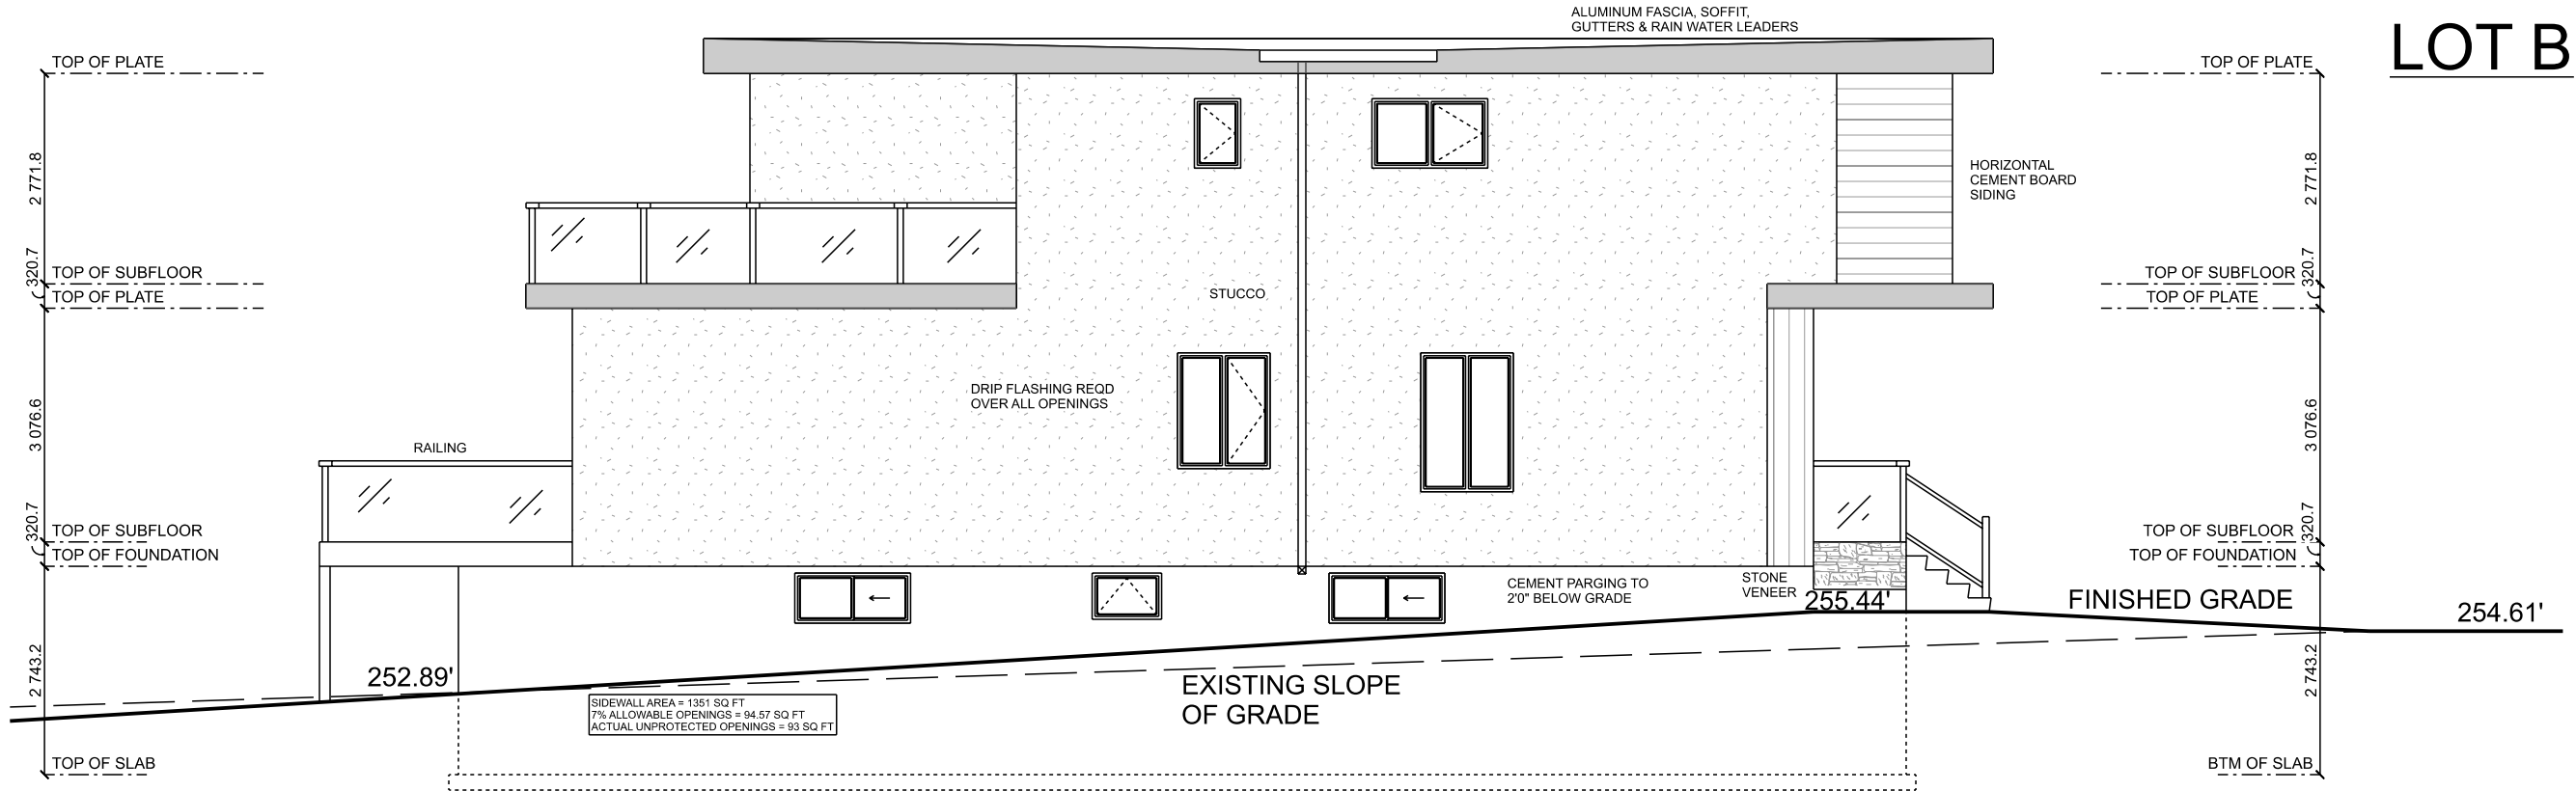 ALUMINUM FASCIA, SOFFIT,
GUTTERS & RAIN WATER LEADERS
LOT B
TOP OF PLATE
TOP OF PLATE
2 771.8
2 771.8
HORIZONTAL
CEMENT BOARD
SIDING
320.7
TOP OF SUBFLOOR
TOP OF PLATE
STUCCO
TOP OF SUBFLOOR
320.7
TOP OF PLATE
3 076.6
DRIP FLASHING REQD
OVER ALL OPENINGS
3 076.6
RAILING
320.7
TOP OF SUBFLOOR
TOP OF FOUNDATION
TOP OF SUBFLOOR
320.7
TOP OF FOUNDATION
CEMENT PARGING TO
2'0" BELOW GRADE
STONE
VENEER
255.44'
FINISHED GRADE
254.61'
2 743.2
252.89'
EXISTING SLOPE
OF GRADE
2 743.2
SIDEWALL AREA = 1351 SQ FT
7% ALLOWABLE OPENINGS = 94.57 SQ FT
ACTUAL UNPROTECTED OPENINGS = 93 SQ FT
TOP OF SLAB
BTM OF SLAB